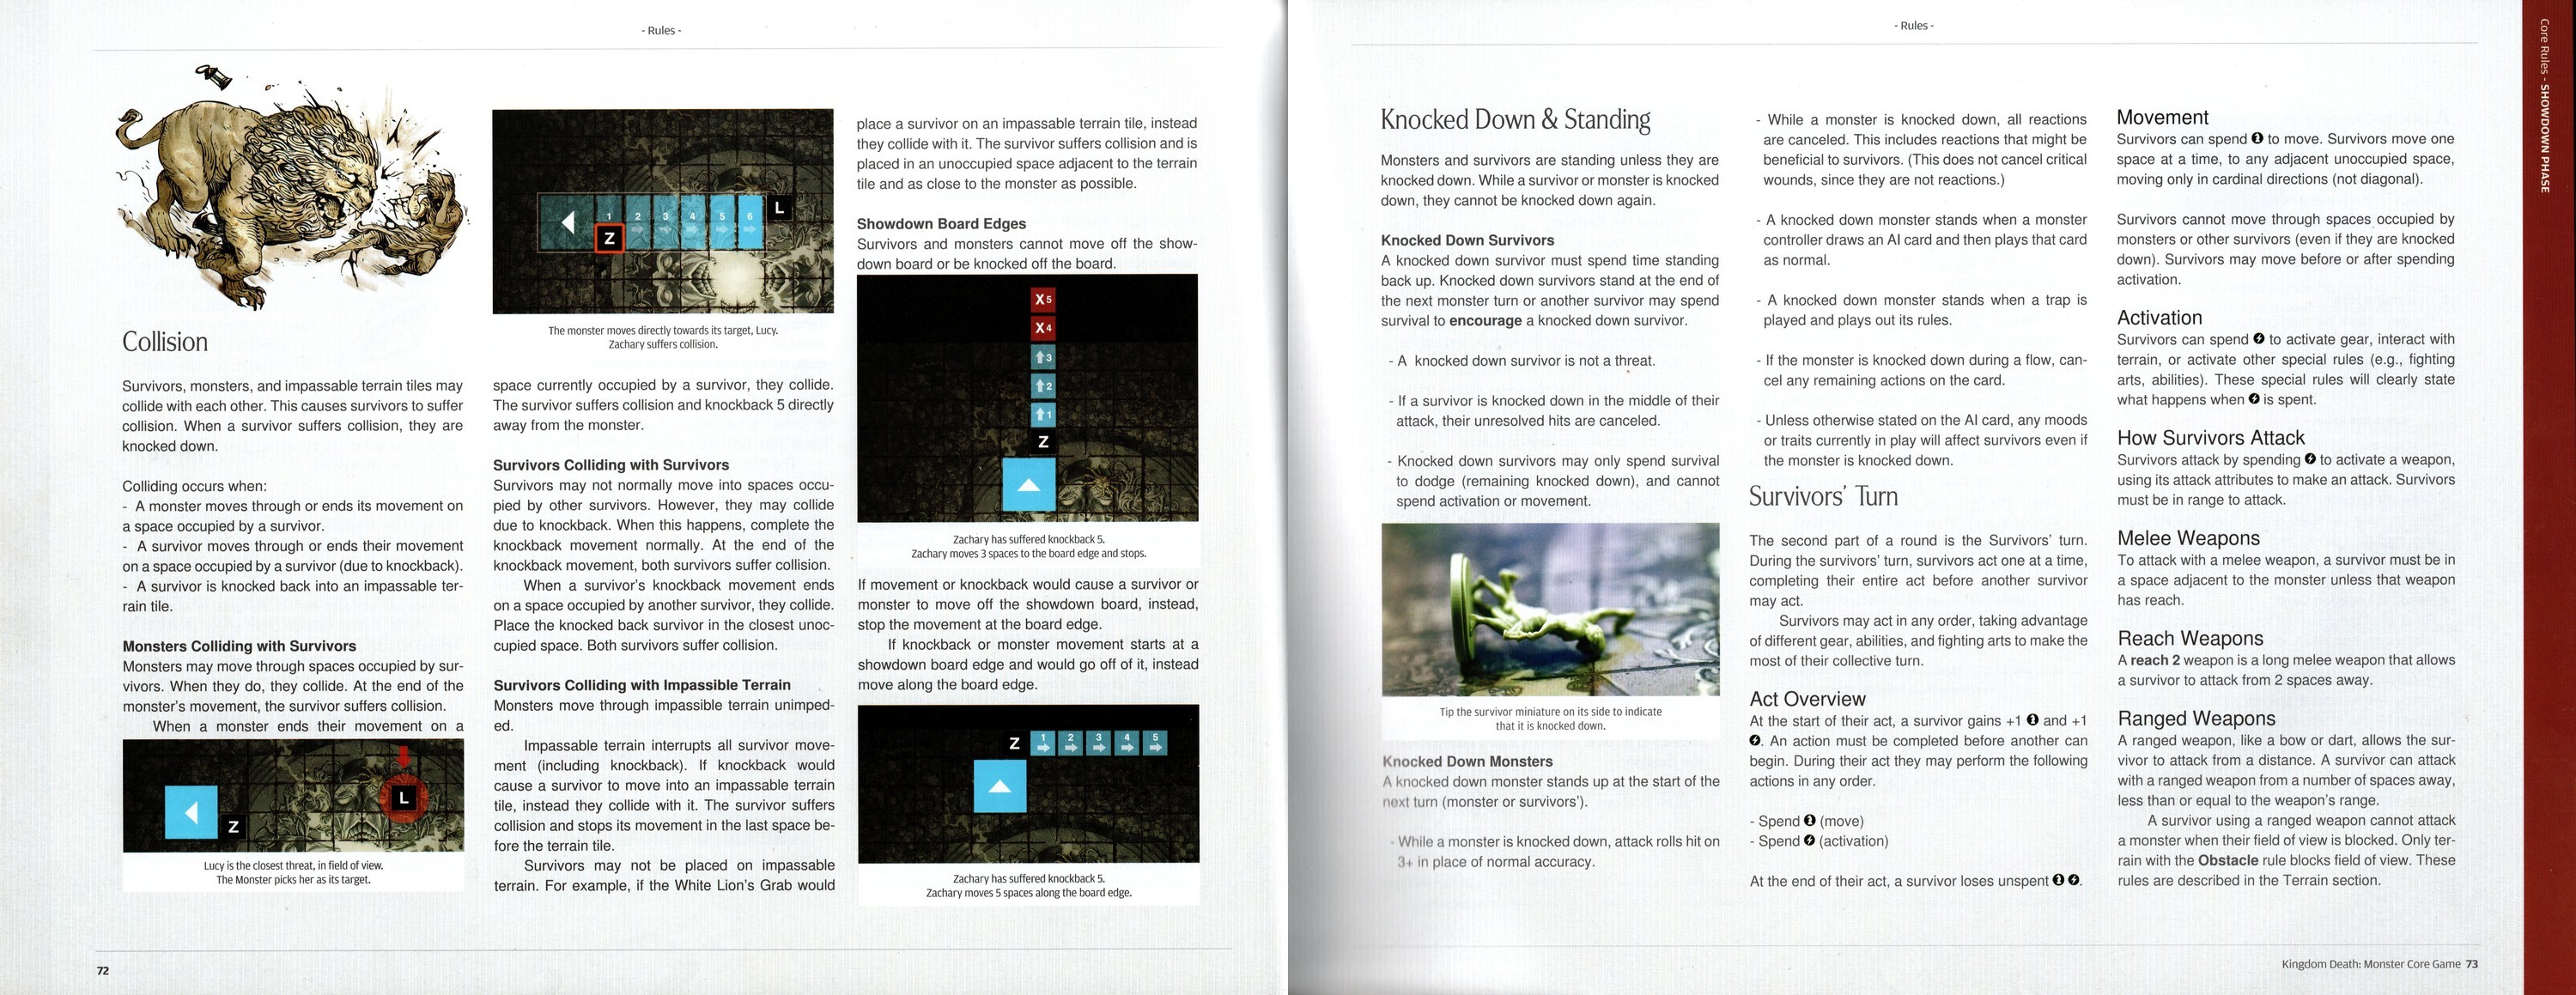 - Rules -
Collision
Survivors, monsters, and impassable terrain tiles may
collide with each other. This causes survivors to suffer
collision. When a survivor suffers collision, they are
knocked down.
Colliding occurs when:
- A monster moves through or ends its movement on
a space occupied by a survivor.
- A survivor moves through or ends their movement
on a space occupied by a survivor (due to knockback).
- A survivor is knocked back into an impassable ter-
rain tile.
Monsters Colliding with Survivors
Monsters may move through spaces occupied by sur-
vivors. When they do, they collide. At the end of the
monster's movement, the survivor suffers collision.
When a monster ends their movement on a
Z
L
Lucy is the closest threat, in field of view.
The Monster picks her as its target.
1 2 3 4 5 6 L
Z
The monster moves directly towards its target, Lucy.
Zachary suffers collision.
space currently occupied by a survivor, they collide.
The survivor suffers collision and knockback 5 directly
away from the monster.
Survivors Colliding with Survivors
Survivors may not normally move into spaces occu-
pied by other survivors. However, they may collide
due to knockback. When this happens, complete the
knockback movement normally. At the end of the
knockback movement, both survivors suffer collision.
When a survivor's knockback movement ends
on a space occupied by another survivor, they collide.
Place the knocked back survivor in the closest unoc-
cupied space. Both survivors suffer collision.
Survivors Colliding with Impassible Terrain
Monsters move through impassible terrain unimped-
ed.
Impassable terrain interrupts all survivor move-
ment (including knockback). If knockback would
cause a survivor to move into an impassable terrain
tile, instead they collide with it. The survivor suffers
collision and stops its movement in the last space be-
fore the terrain tile.
Survivors may not be placed on impassable
terrain. For example, if the White Lion's Grab would
place a survivor on an impassable terrain tile, instead
they collide with it. The survivor suffers collision and is
placed in an unoccupied space adjacent to the terrain
tile and as close to the monster as possible.
Showdown Board Edges
Survivors and monsters cannot move off the show-
down board or be knocked off the board.
X 5
X 4
3
2
1
Z
Zachary has suffered knockback 5.
Zachary moves 3 spaces to the board edge and stops.
If movement or knockback would cause a survivor or
monster to move off the showdown board, instead,
stop the movement at the board edge.
If knockback or monster movement starts at a
showdown board edge and would go off of it, instead
move along the board edge.
Z 1 2 3 4 5
Zachary has suffered knockback 5.
Zachary moves 5 spaces along the board edge.
72
- Rules -
Knocked Down & Standing
Monsters and survivors are standing unless they are
knocked down. While a survivor or monster is knocked
down, they cannot be knocked down again.
Knocked Down Survivors
A knocked down survivor must spend time standing
back up. Knocked down survivors stand at the end of
the next monster turn or another survivor may spend
survival to encourage a knocked down survivor.
- A knocked down survivor is not a threat.
- If a survivor is knocked down in the middle of their
attack, their unresolved hits are canceled.
- Knocked down survivors may only spend survival
to dodge (remaining knocked down), and cannot
spend activation or movement.
Tip the survivor miniature on its side to indicate
that it is knocked down.
Knocked Down Monsters
A knocked down monster stands up at the start of the
next turn (monster or survivors').
- While a monster is knocked down, attack rolls hit on
3+ in place of normal accuracy.
- While a monster is knocked down, all reactions
are canceled. This includes reactions that might be
beneficial to survivors. (This does not cancel critical
wounds, since they are not reactions.)
- A knocked down monster stands when a monster
controller draws an AI card and then plays that card
as normal.
- A knocked down monster stands when a trap is
played and plays out its rules.
- If the monster is knocked down during a flow, can-
cel any remaining actions on the card.
- Unless otherwise stated on the AI card, any moods
or traits currently in play will affect survivors even if
the monster is knocked down.
Survivors' Turn
The second part of a round is the Survivors' turn.
During the survivors' turn, survivors act one at a time,
completing their entire act before another survivor
may act.
Survivors may act in any order, taking advantage
of different gear, abilities, and fighting arts to make the
most of their collective turn.
Act Overview
At the start of their act, a survivor gains +1 and +1
. An action must be completed before another can
begin. During their act they may perform the following
actions in any order.
- Spend (move)
- Spend (activation)
At the end of their act, a survivor loses unspent .
Movement
Survivors can spend to move. Survivors move one
space at a time, to any adjacent unoccupied space,
moving only in cardinal directions (not diagonal).
Survivors cannot move through spaces occupied by
monsters or other survivors (even if they are knocked
down). Survivors may move before or after spending
activation.
Activation
Survivors can spend to activate gear, interact with
terrain, or activate other special rules (e.g., fighting
arts, abilities). These special rules will clearly state
what happens when is spent.
How Survivors Attack
Survivors attack by spending to activate a weapon,
using its attack attributes to make an attack. Survivors
must be in range to attack.
Melee Weapons
To attack with a melee weapon, a survivor must be in
a space adjacent to the monster unless that weapon
has reach.
Reach Weapons
A reach 2 weapon is a long melee weapon that allows
a survivor to attack from 2 spaces away.
Ranged Weapons
A ranged weapon, like a bow or dart, allows the sur-
vivor to attack from a distance. A survivor can attack
with a ranged weapon from a number of spaces away,
less than or equal to the weapon's range.
A survivor using a ranged weapon cannot attack
a monster when their field of view is blocked. Only ter-
rain with the Obstacle rule blocks field of view. These
rules are described in the Terrain section.
Core Rules - SHOWDOWN PHASE
Kingdom Death: Monster Core Game 73